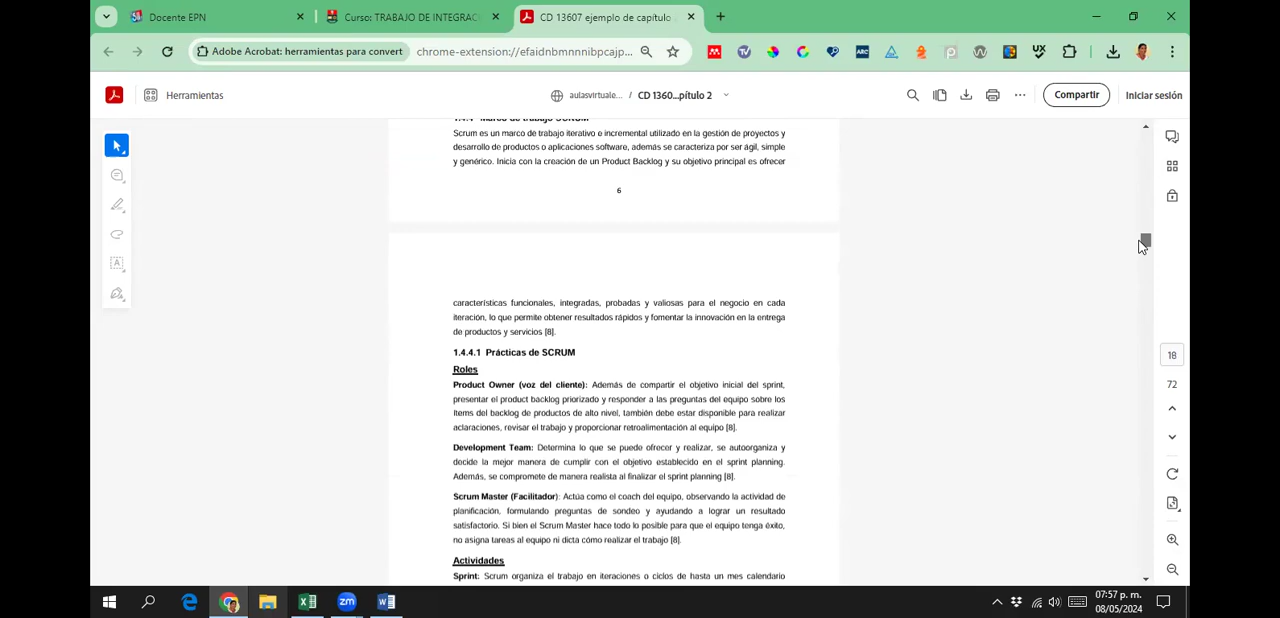 Docente EPN
Curso: TRABAJO DE INTEGRAC
CD 13607 ejemplo de capítulo
Adobe Acrobat: herramientas para convert
chrome-extension://efaidnbmnnnibpcajp...
Herramientas
aulasvirtuale... / CD 1360...pítulo 2
Compartir
Iniciar sesión
1.4.4 Marco de trabajo SCRUM
Scrum es un marco de trabajo iterativo e incremental utilizado en la gestión de proyectos y
desarrollo de productos o aplicaciones software, además se caracteriza por ser ágil, simple
y genérico. Inicia con la creación de un Product Backlog y su objetivo principal es ofrecer
6
características funcionales, integradas, probadas y valiosas para el negocio en cada
iteración, lo que permite obtener resultados rápidos y fomentar la innovación en la entrega
de productos y servicios [8].
1.4.4.1 Prácticas de SCRUM
Roles
Product Owner (voz del cliente): Además de compartir el objetivo inicial del sprint,
presentar el product backlog priorizado y responder a las preguntas del equipo sobre los
ítems del backlog de productos de alto nivel, también debe estar disponible para realizar
aclaraciones, revisar el trabajo y proporcionar retroalimentación al equipo [8].
Development Team: Determina lo que se puede ofrecer y realizar, se autoorganiza y
decide la mejor manera de cumplir con el objetivo establecido en el sprint planning.
Además, se compromete de manera realista al finalizar el sprint planning [8].
Scrum Master (Facilitador): Actúa como el coach del equipo, observando la actividad de
planificación, formulando preguntas de sondeo y ayudando a lograr un resultado
satisfactorio. Si bien el Scrum Master hace todo lo posible para que el equipo tenga éxito,
no asigna tareas al equipo ni dicta cómo realizar el trabajo [8].
Actividades
Sprint: Scrum organiza el trabajo en iteraciones o ciclos de hasta un mes calendario
18
72
07:57 p. m.
08/05/2024